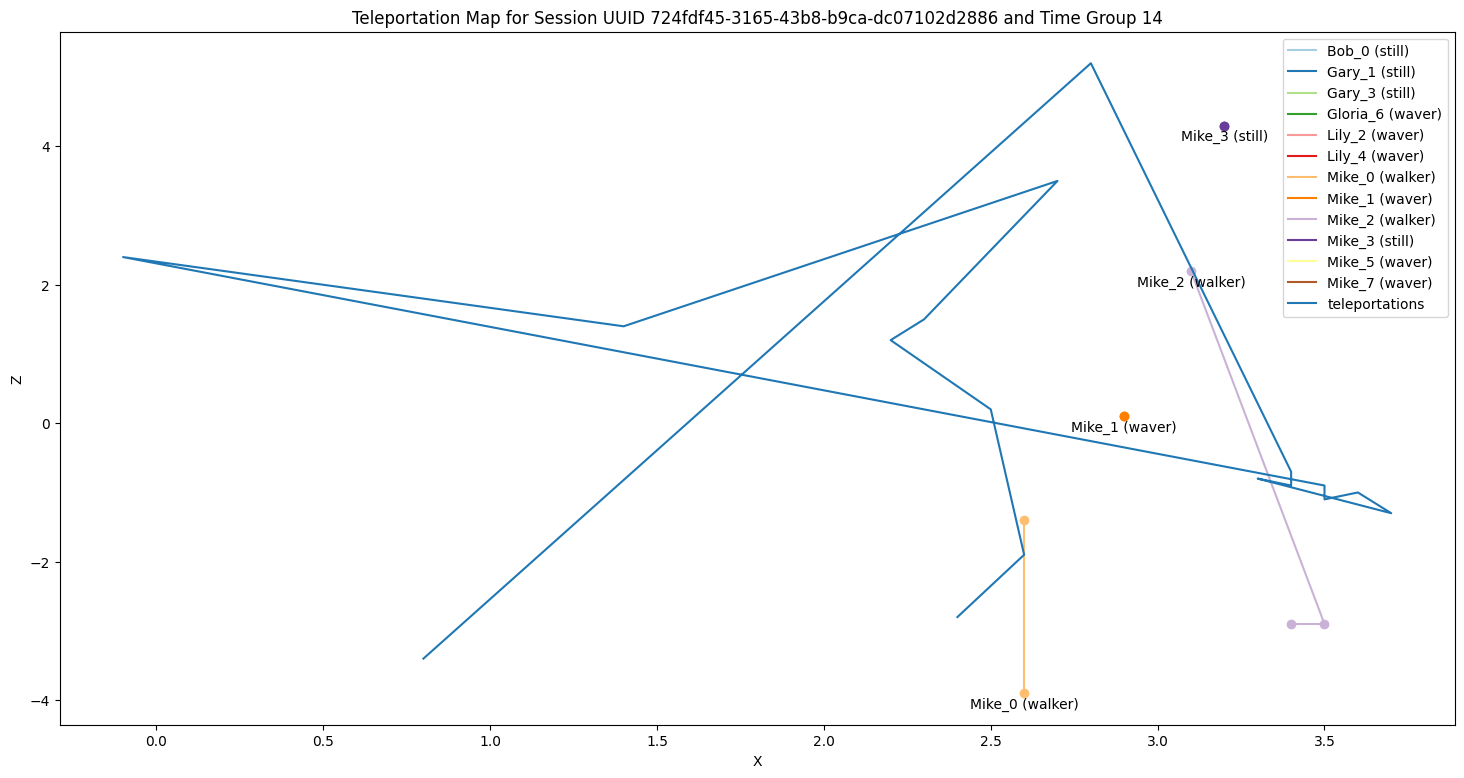 Teleportation Map for Session UUID 724fdf45-3165-43b8-b9ca-dc07102d2886 and Time Group 14
Bob_0 (still)
Gary_1 (still)
Gary_3 (still)
Gloria_6 (waver)
Lily_2 (waver)
Lily_4 (waver)
Mike_0 (walker)
Mike_1 (waver)
Mike_2 (walker)
Mike_3 (still)
Mike_5 (waver)
Mike_7 (waver)
teleportations
Mike_3 (still)
Mike_2 (walker)
Mike_1 (waver)
Mike_0 (walker)
Z
4
2
0
−2
−4
0.0 0.5 1.0 1.5 2.0 2.5 3.0 3.5
X